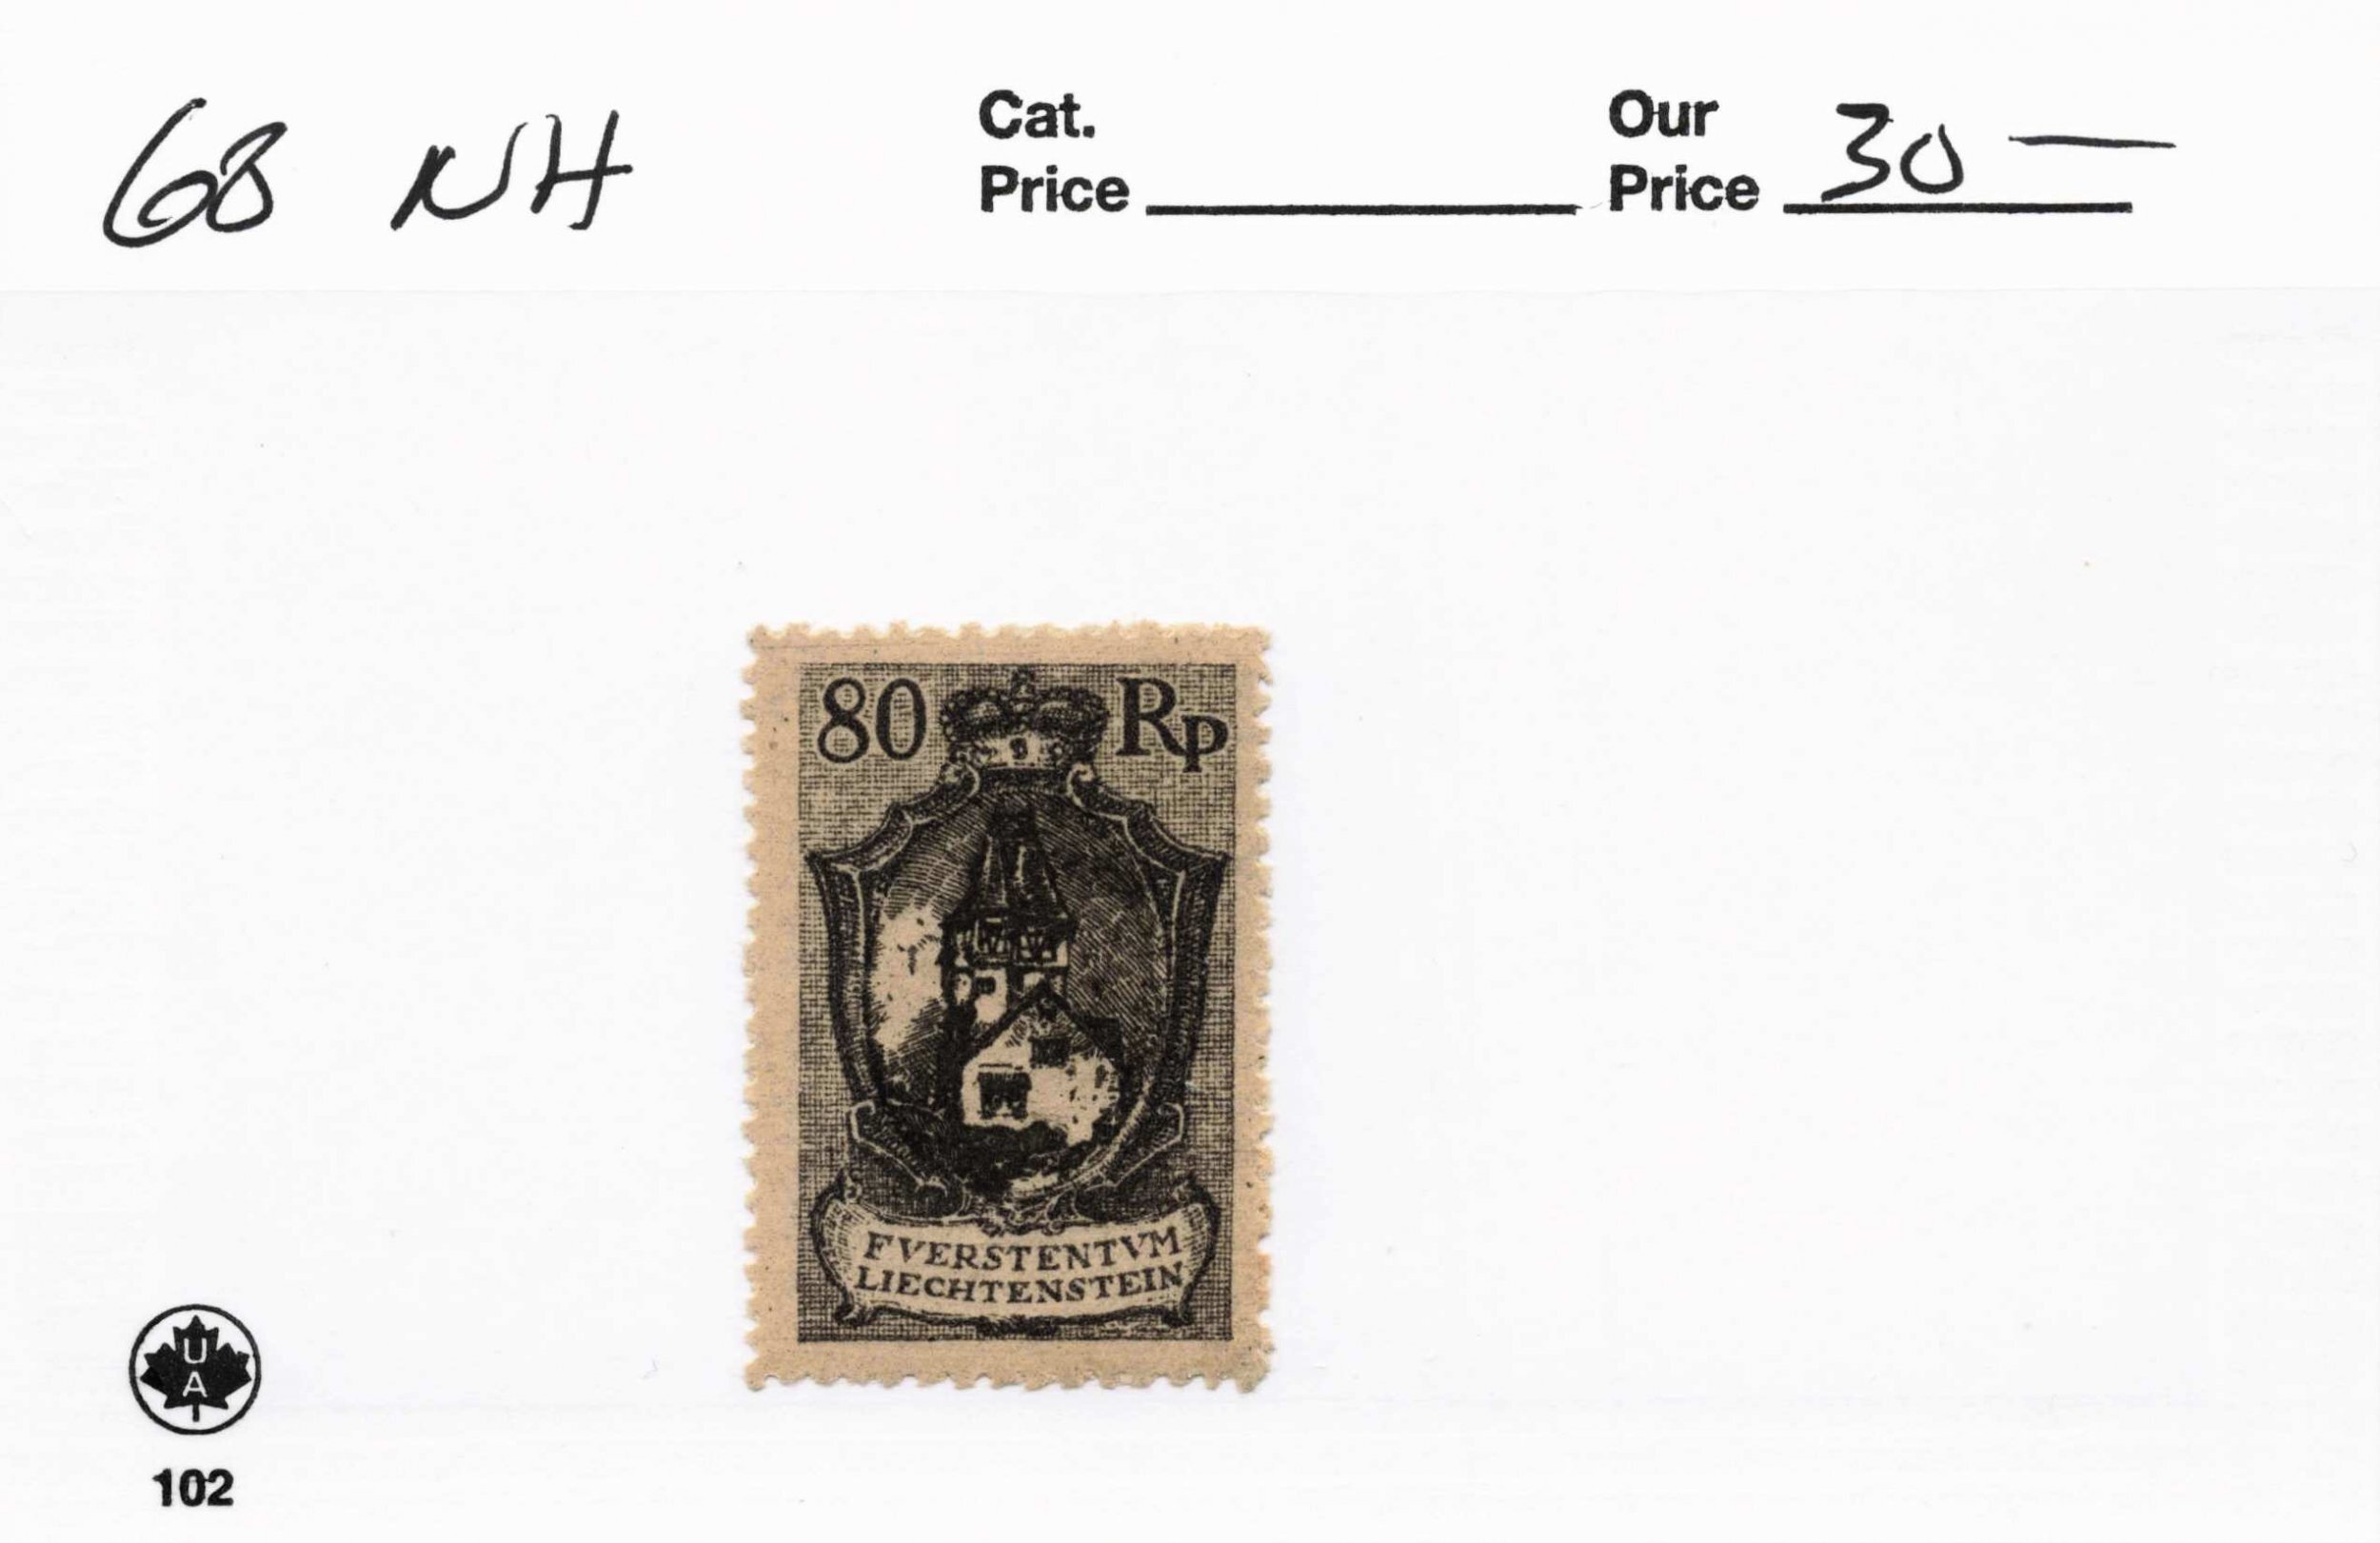 68 NH
Cat.
Price
Our
Price 30 —
80 Rp
FVERSTENTVM
LIECHTENSTEIN
U
A
T
102